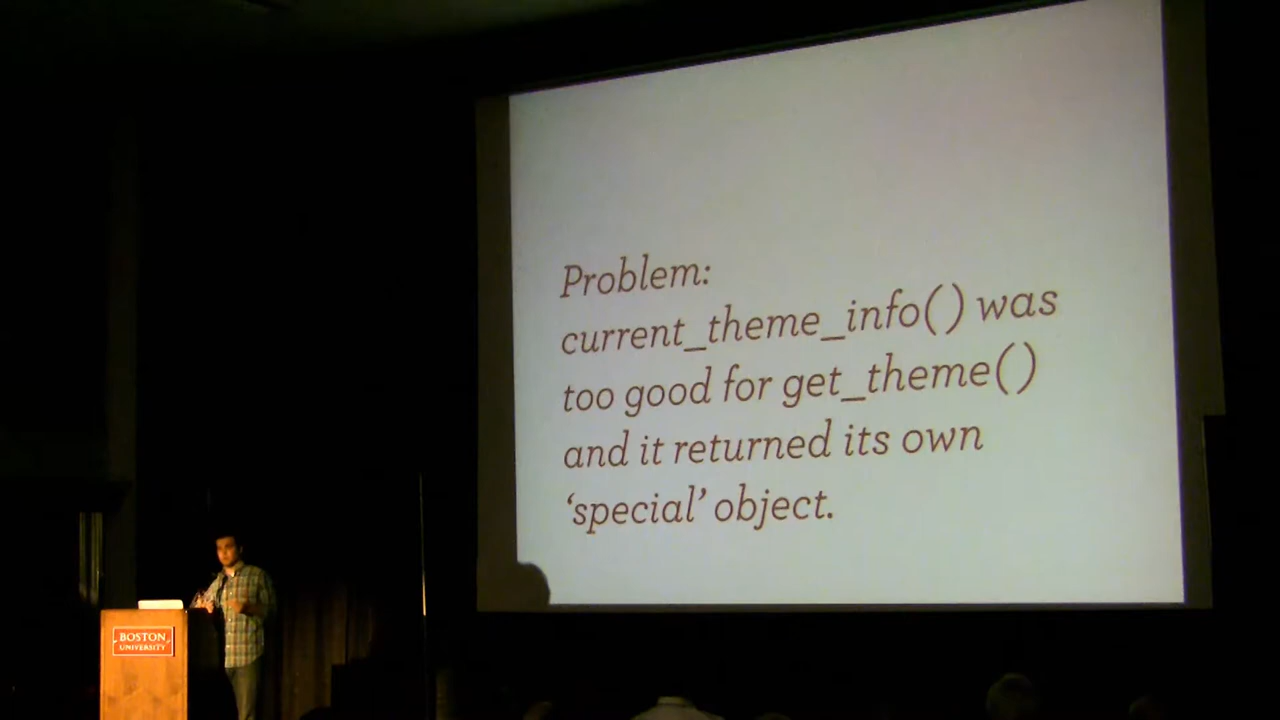 Problem:
current_theme_info() was
too good for get_theme()
and it returned its own
‘special’ object.
BOSTON
UNIVERSITY